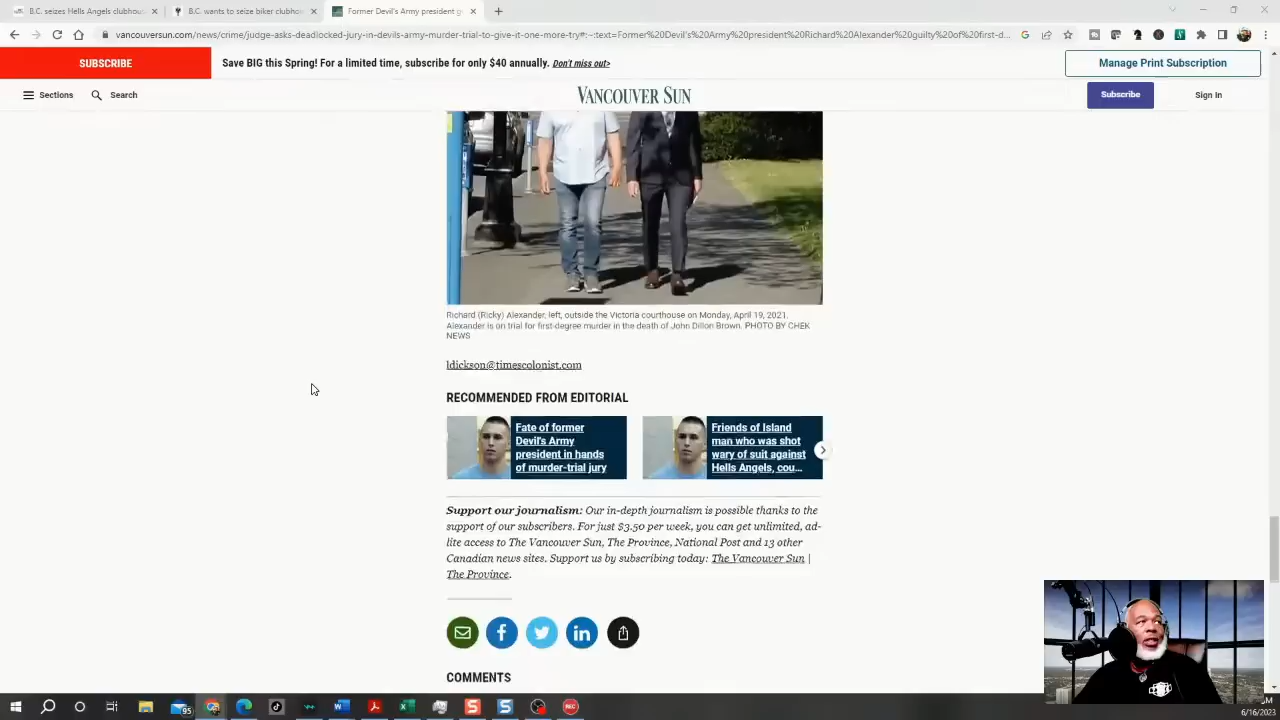 B.C. seizes Hells Angels clubhou
B.C. wants to seize biker clubho
Former Devil's Army president g
vancouversun.com/news/crime/judge-asks-deadlocked-jury-in-devils-army-murder-trial-to-give-it-one-more-try#:~:text=Former%20Devil's%20Army%20president%20Richard%20Alexander%20guilty%20of%20first-d...
SUBSCRIBE
Save BIG this Spring! For a limited time, subscribe for only $40 annually. Don't miss out>
Manage Print Subscription
Sections
Search
VANCOUVER SUN
Subscribe
Sign In
Richard (Ricky) Alexander, left, outside the Victoria courthouse on Monday, April 19, 2021.
Alexander is on trial for first-degree murder in the death of John Dillon Brown. PHOTO BY CHEK
NEWS
ldickson@timescolonist.com
RECOMMENDED FROM EDITORIAL
Fate of former
Devil's Army
president in hands
of murder-trial jury
Friends of Island
man who was shot
wary of suit against
Hells Angels, cou...
Support our journalism: Our in-depth journalism is possible thanks to the
support of our subscribers. For just $3.50 per week, you can get unlimited, ad-
lite access to The Vancouver Sun, The Province, National Post and 13 other
Canadian news sites. Support us by subscribing today: The Vancouver Sun |
The Province.
COMMENTS
95
REC
6/16/2023